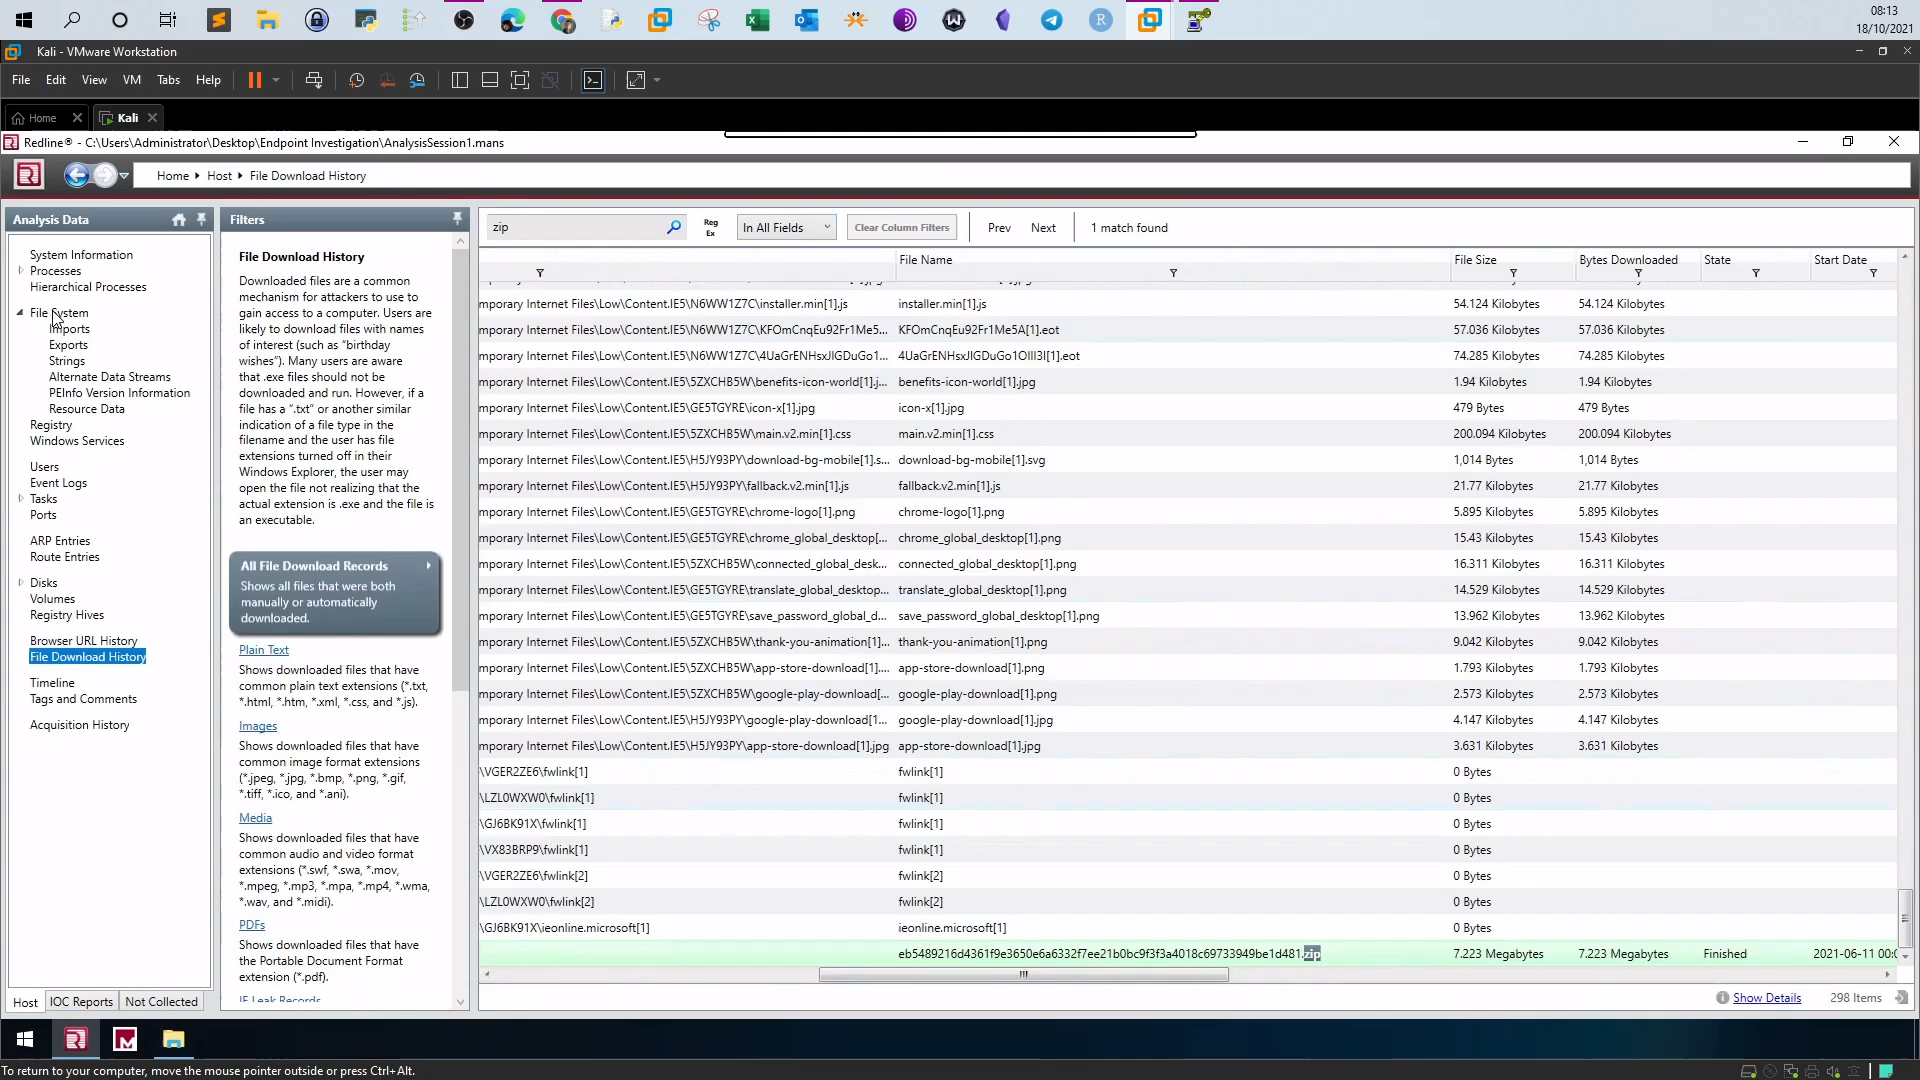 08:13
18/10/2021
Kali - VMware Workstation
File Edit View VM Tabs Help
Home
Kali
Redline® - C:\Users\Administrator\Desktop\Endpoint Investigation\AnalysisSession1.mans
Home Host File Download History
Analysis Data
System Information
Processes
Hierarchical Processes
File System
Imports
Exports
Strings
Alternate Data Streams
PEInfo Version Information
Resource Data
Registry
Windows Services
Users
Event Logs
Tasks
Ports
ARP Entries
Route Entries
Disks
Volumes
Registry Hives
Browser URL History
File Download History
Timeline
Tags and Comments
Acquisition History
Host IOC Reports Not Collected
Filters
File Download History
Downloaded files are a common
mechanism for attackers to use to
gain access to a computer. Users are
likely to download files with names
of interest (such as "birthday
wishes"). Many users are aware
that .exe files should not be
downloaded and run. However, if a
file has a ".txt" or another similar
indication of a file type in the
filename and the user has file
extensions turned off in their
Windows Explorer, the user may
open the file not realizing that the
actual extension is .exe and the file is
an executable.
All File Download Records
Shows all files that were both
manually or automatically
downloaded.
Plain Text
Shows downloaded files that have
common plain text extensions (*.txt,
*.html, *.htm, *.xml, *.css, and *.js).
Images
Shows downloaded files that have
common image format extensions
(*.jpeg, *.jpg, *.bmp, *.png, *.gif,
*.tiff, *.ico, and *.ani).
Media
Shows downloaded files that have
common audio and video format
extensions (*.swf, *.swa, *.mov,
*.mpeg, *.mp3, *.mpa, *.mp4, *.wma,
*.wav, and *.midi).
PDFs
Shows downloaded files that have
the Portable Document Format
extension (*.pdf).
IE Leak Records
zip Reg Ex In All Fields Clear Column Filters Prev Next 1 match found
File Name File Size Bytes Downloaded State Start Date
mporary Internet Files\Low\Content.IE5\N6WW1Z7C\installer.min[1].js installer.min[1].js 54.124 Kilobytes 54.124 Kilobytes
mporary Internet Files\Low\Content.IE5\N6WW1Z7C\KFOmCnqEu92Fr1Me5... KFOmCnqEu92Fr1Me5A[1].eot 57.036 Kilobytes 57.036 Kilobytes
mporary Internet Files\Low\Content.IE5\N6WW1Z7C\4UaGrENHsxJlGDuGo1... 4UaGrENHsxJlGDuGo1OIlI3I[1].eot 74.285 Kilobytes 74.285 Kilobytes
mporary Internet Files\Low\Content.IE5\5ZXCHB5W\benefits-icon-world[1].j... benefits-icon-world[1].jpg 1.94 Kilobytes 1.94 Kilobytes
mporary Internet Files\Low\Content.IE5\GE5TGYRE\icon-x[1].jpg icon-x[1].jpg 479 Bytes 479 Bytes
mporary Internet Files\Low\Content.IE5\5ZXCHB5W\main.v2.min[1].css main.v2.min[1].css 200.094 Kilobytes 200.094 Kilobytes
mporary Internet Files\Low\Content.IE5\H5JY93PY\download-bg-mobile[1].s... download-bg-mobile[1].svg 1,014 Bytes 1,014 Bytes
mporary Internet Files\Low\Content.IE5\H5JY93PY\fallback.v2.min[1].js fallback.v2.min[1].js 21.77 Kilobytes 21.77 Kilobytes
mporary Internet Files\Low\Content.IE5\GE5TGYRE\chrome-logo[1].png chrome-logo[1].png 5.895 Kilobytes 5.895 Kilobytes
mporary Internet Files\Low\Content.IE5\GE5TGYRE\chrome_global_desktop[... chrome_global_desktop[1].png 15.43 Kilobytes 15.43 Kilobytes
mporary Internet Files\Low\Content.IE5\5ZXCHB5W\connected_global_desk... connected_global_desktop[1].png 16.311 Kilobytes 16.311 Kilobytes
mporary Internet Files\Low\Content.IE5\GE5TGYRE\translate_global_desktop... translate_global_desktop[1].png 14.529 Kilobytes 14.529 Kilobytes
mporary Internet Files\Low\Content.IE5\GE5TGYRE\save_password_global_d... save_password_global_desktop[1].png 13.962 Kilobytes 13.962 Kilobytes
mporary Internet Files\Low\Content.IE5\5ZXCHB5W\thank-you-animation[1]... thank-you-animation[1].png 9.042 Kilobytes 9.042 Kilobytes
mporary Internet Files\Low\Content.IE5\5ZXCHB5W\app-store-download[1].... app-store-download[1].png 1.793 Kilobytes 1.793 Kilobytes
mporary Internet Files\Low\Content.IE5\5ZXCHB5W\google-play-download[... google-play-download[1].png 2.573 Kilobytes 2.573 Kilobytes
mporary Internet Files\Low\Content.IE5\H5JY93PY\google-play-download[1... google-play-download[1].jpg 4.147 Kilobytes 4.147 Kilobytes
mporary Internet Files\Low\Content.IE5\H5JY93PY\app-store-download[1].jpg app-store-download[1].jpg 3.631 Kilobytes 3.631 Kilobytes
\VGER2ZE6\fwlink[1] fwlink[1] 0 Bytes
\LZL0WXW0\fwlink[1] fwlink[1] 0 Bytes
\GJ6BK91X\fwlink[1] fwlink[1] 0 Bytes
\VX83BRP9\fwlink[1] fwlink[1] 0 Bytes
\VGER2ZE6\fwlink[2] fwlink[2] 0 Bytes
\LZL0WXW0\fwlink[2] fwlink[2] 0 Bytes
\GJ6BK91X\ieonline.microsoft[1] ieonline.microsoft[1] 0 Bytes
eb5489216d4361f9e3650e6a6332f7ee21b0bc9f3f3a4018c69733949be1d481.zip 7.223 Megabytes 7.223 Megabytes Finished 2021-06-11 00:0
Show Details 298 Items
To return to your computer, move the mouse pointer outside or press Ctrl+Alt.